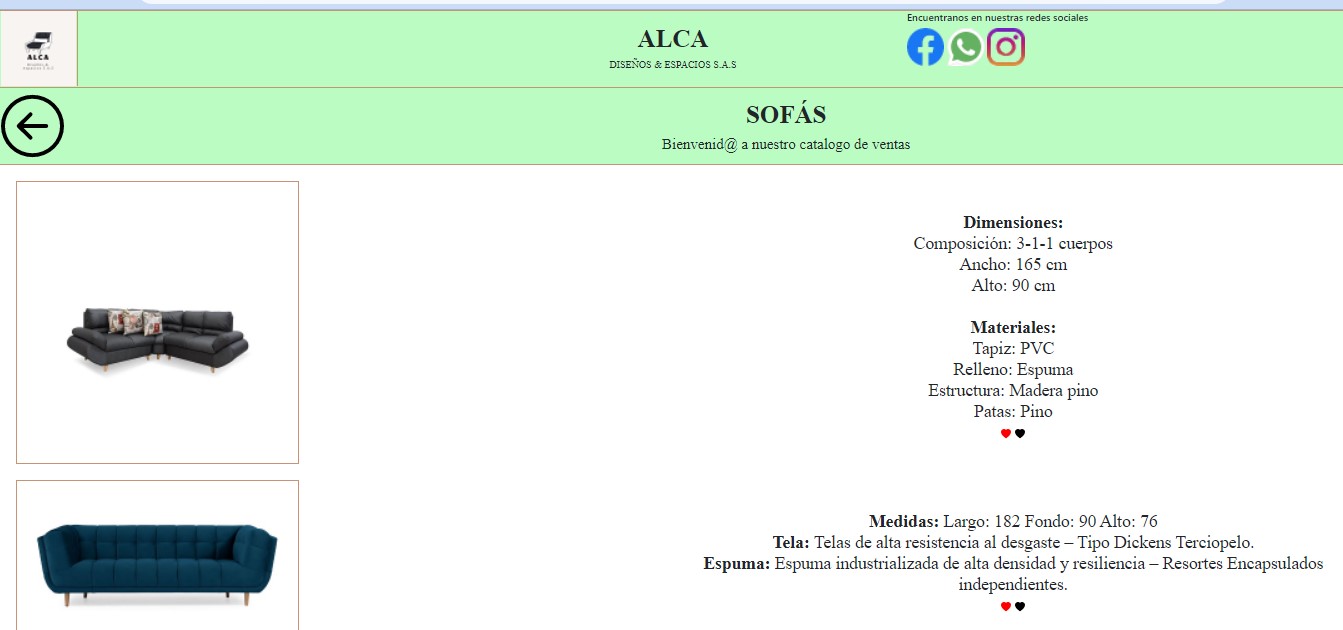 ALCA
ALCA
DISEÑOS & ESPACIOS S.A.S
Encuentranos en nuestras redes sociales
SOFÁS
Bienvenid@ a nuestro catalogo de ventas
Dimensiones:
Composición: 3-1-1 cuerpos
Ancho: 165 cm
Alto: 90 cm
Materiales:
Tapiz: PVC
Relleno: Espuma
Estructura: Madera pino
Patas: Pino
Medidas: Largo: 182 Fondo: 90 Alto: 76
Tela: Telas de alta resistencia al desgaste – Tipo Dickens Terciopelo.
Espuma: Espuma industrializada de alta densidad y resiliencia – Resortes Encapsulados
independientes.